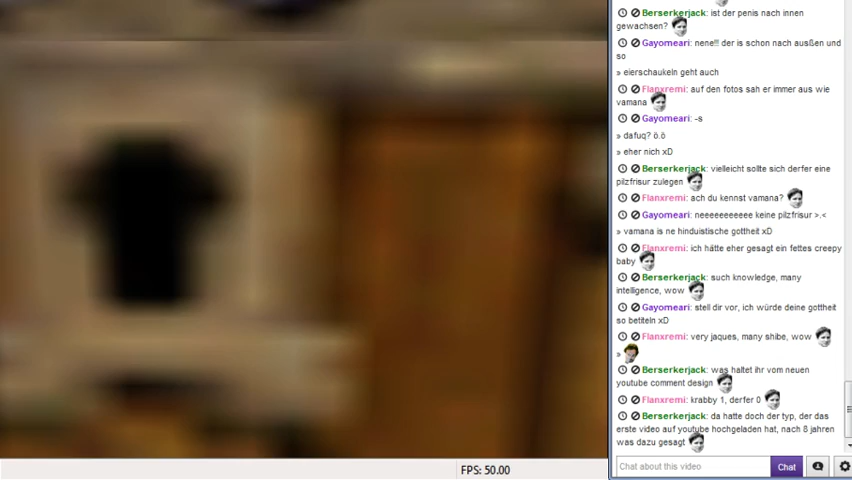 Berserkerjack: ist der penis nach innen
gewachsen?
Gayomeari: nene!! der is schon nach außen und
so
» eierschaukeln geht auch
Flanxremi: auf den fotos sah er immer aus wie
vamana
Gayomeari: -s
» dafuq? ö.ö
» eher nich xD
Berserkerjack: vielleicht sollte sich derfer eine
pilzfrisur zulegen
Flanxremi: ach du kennst vamana?
Gayomeari: neeeeeeeeeee keine pilzfrisur >.<
» vamana is ne hinduistische gottheit xD
Flanxremi: ich hätte eher gesagt ein fettes creepy
baby
Berserkerjack: such knowledge, many
intelligence, wow
Gayomeari: stell dir vor, ich würde deine gottheit
so betiteln xD
Flanxremi: very jaques, many shibe, wow
»
Berserkerjack: was haltet ihr vom neuen
youtube comment design
Flanxremi: krabby 1, derfer 0
Berserkerjack: da hatte doch der typ, der das
erste video auf youtube hochgeladen hat, nach 8 jahren
was dazu gesagt
Chat about this video
Chat
FPS: 50.00